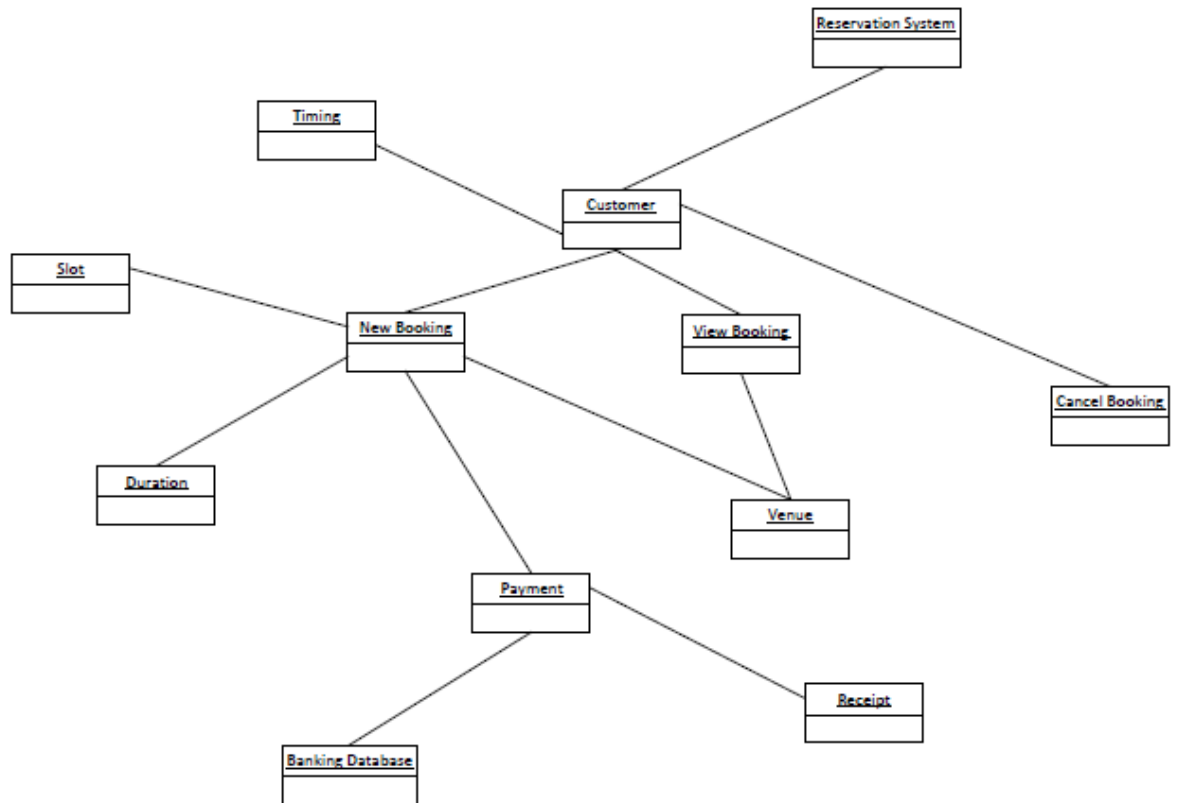 Reservation System
Timing
Customer
Slot
New Booking
View Booking
Cancel Booking
Duration
Venue
Payment
Receipt
Banking Database